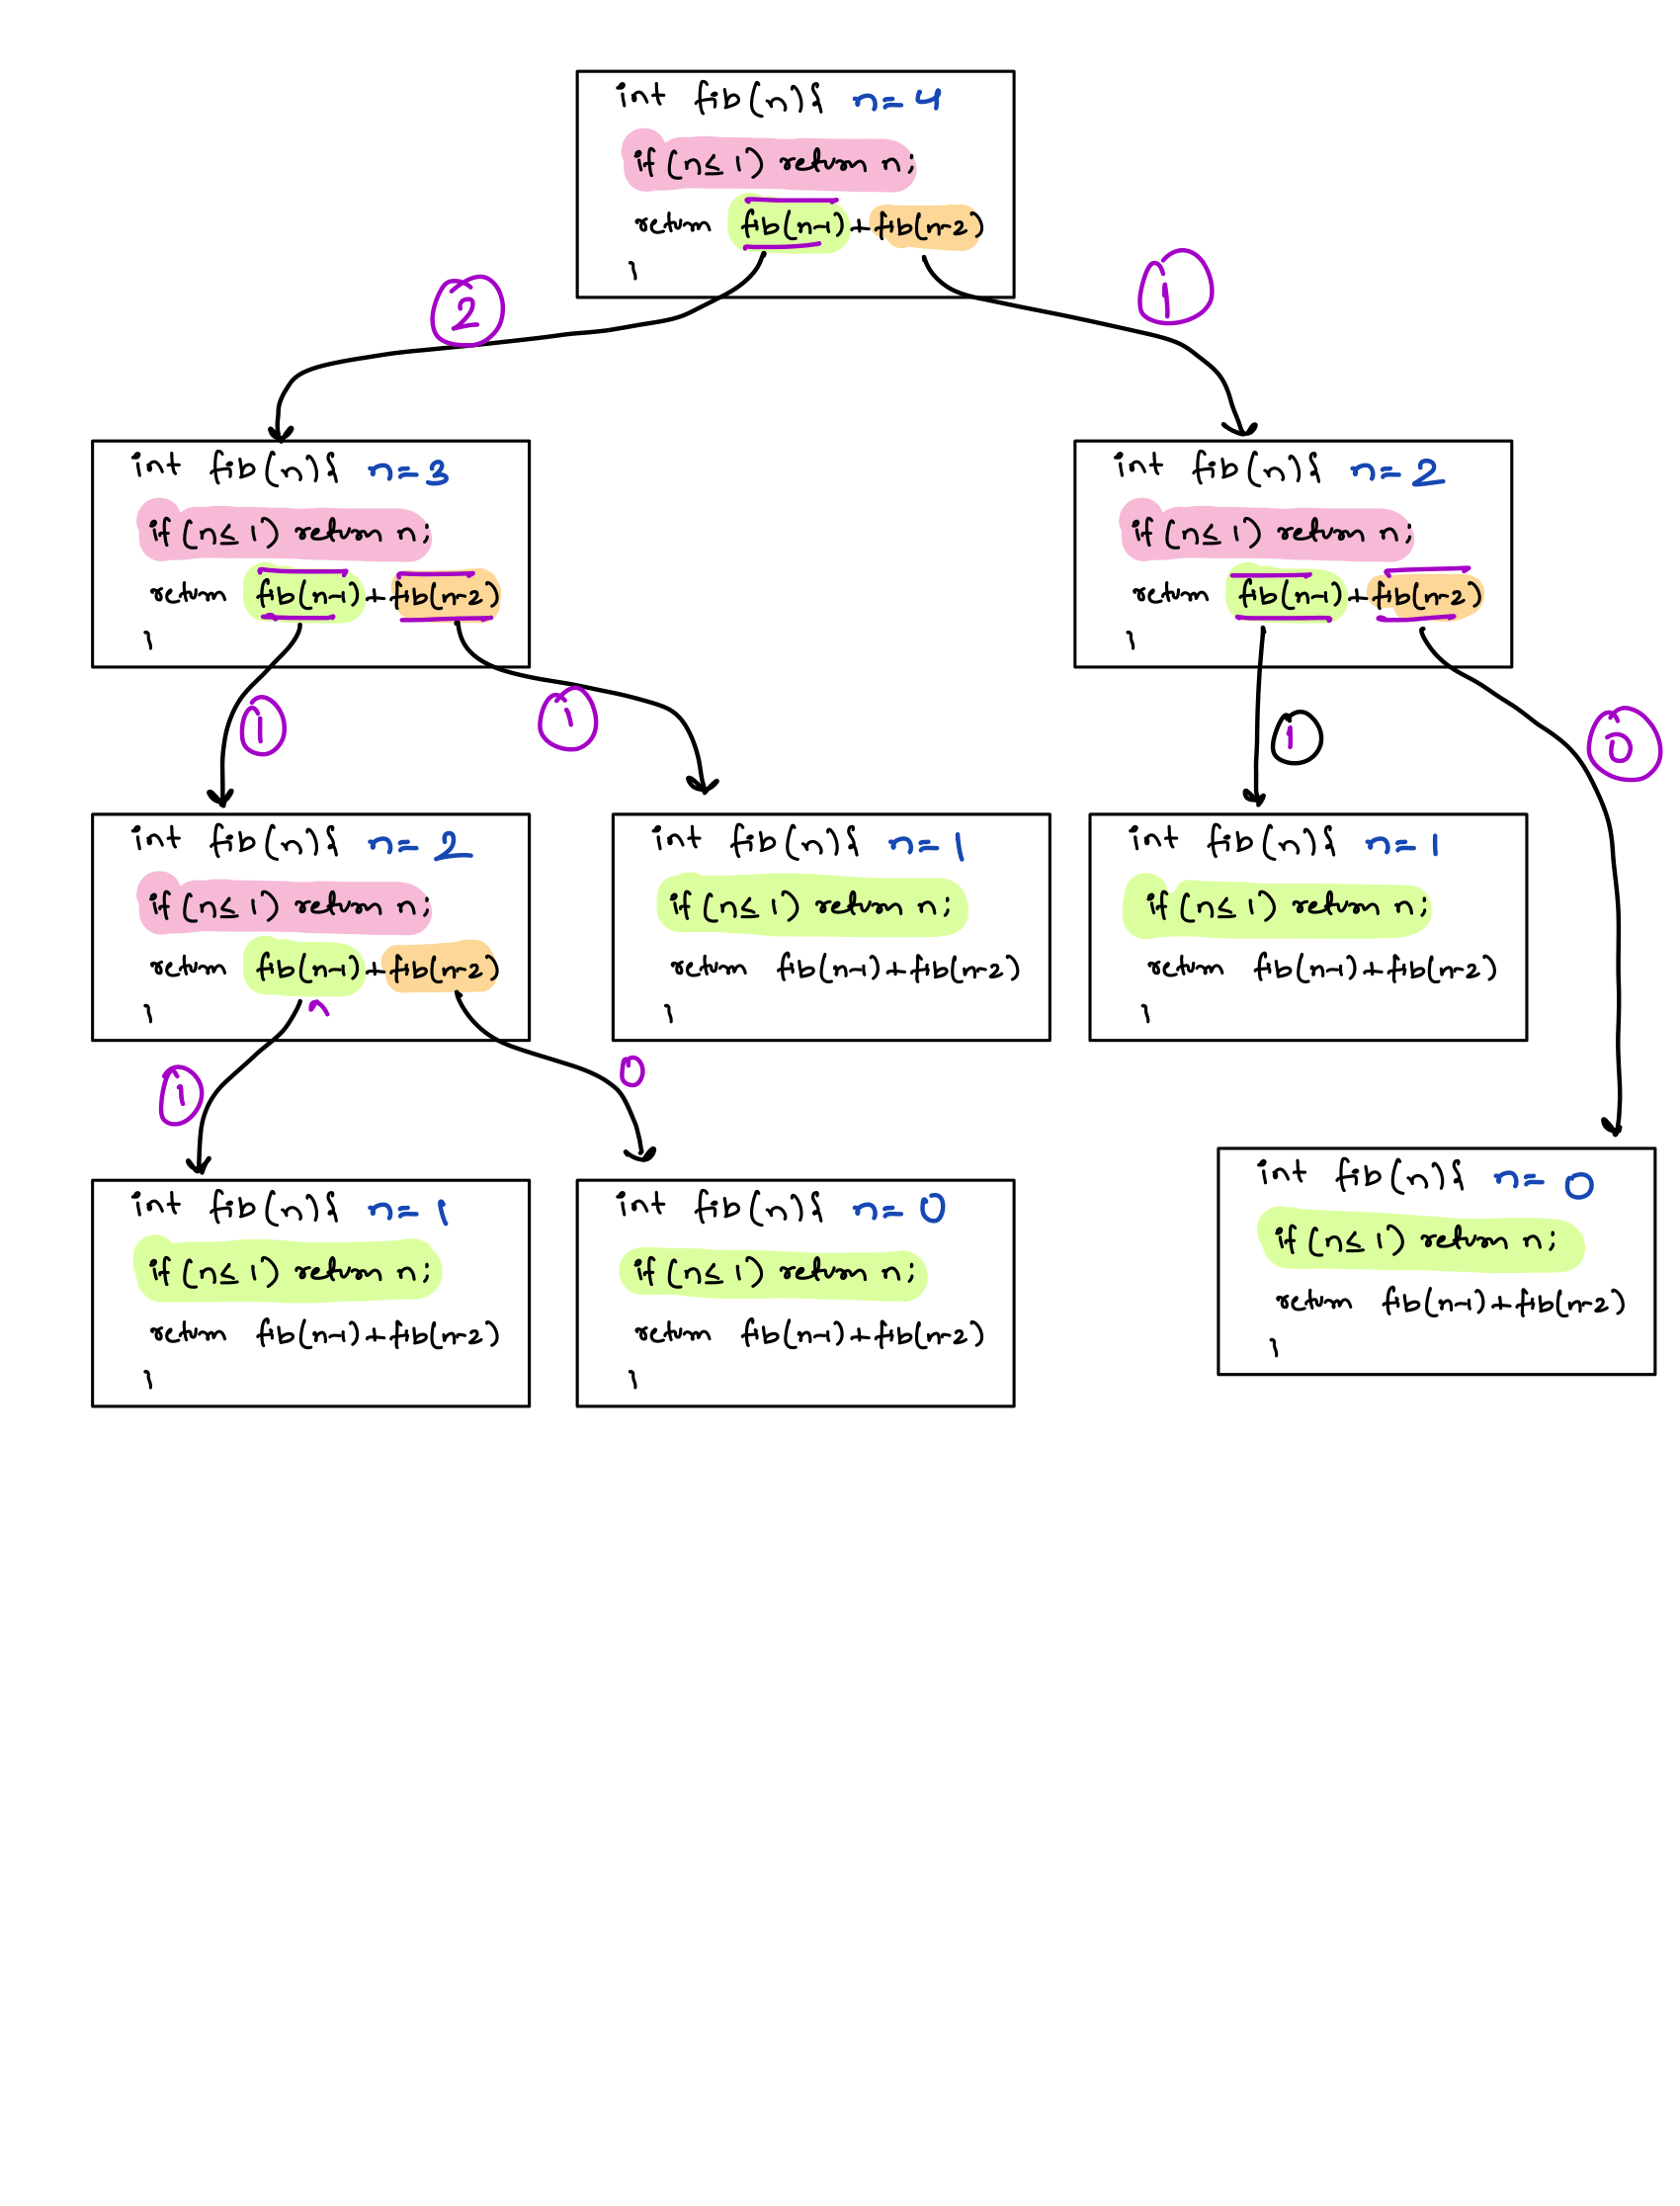 int fib(n){ n=4
if (n≤ 1) return n;
return fib(n-1)+fib(n-2)
}
2
1
int fib(n){ n=3
if (n≤ 1) return n;
return fib(n-1)+fib(n-2)
}
int fib(n){ n=2
if (n≤ 1) return n;
return fib(n-1)+fib(n-2)
}
1
1
1
0
int fib(n){ n=2
if (n≤ 1) return n;
return fib(n-1)+fib(n-2)
}
int fib(n){ n=1
if (n≤ 1) return n;
return fib(n-1)+fib(n-2)
}
int fib(n){ n=1
if (n≤ 1) return n;
return fib(n-1)+fib(n-2)
}
1
0
int fib(n){ n=1
if (n≤ 1) return n;
return fib(n-1)+fib(n-2)
}
int fib(n){ n=0
if (n≤ 1) return n;
return fib(n-1)+fib(n-2)
}
int fib(n){ n=0
if (n≤ 1) return n;
return fib(n-1)+fib(n-2)
}